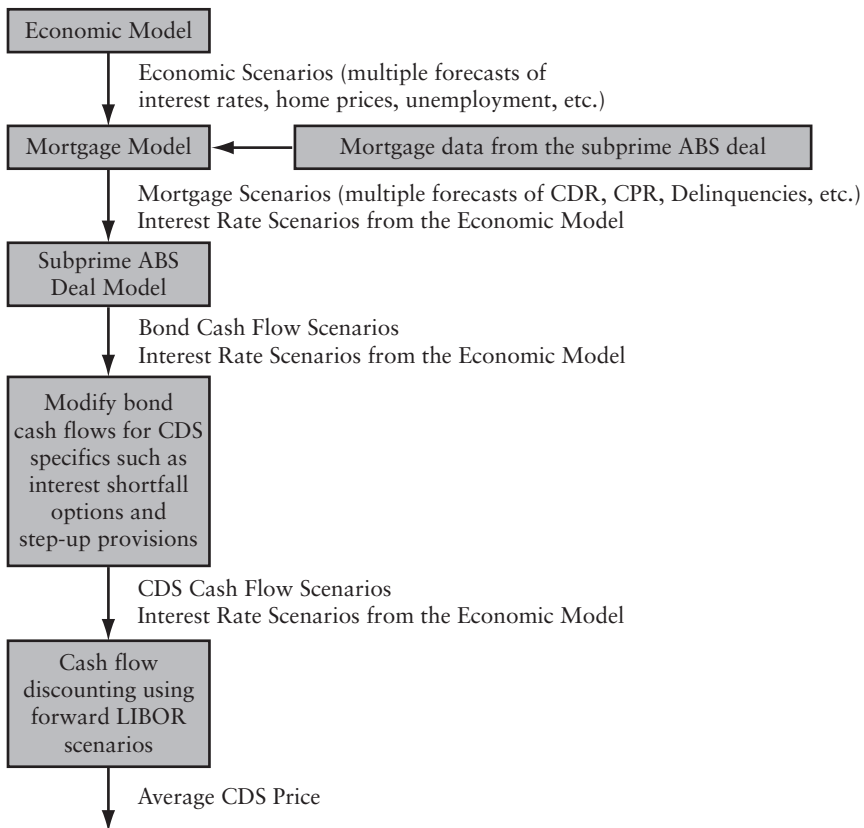 Economic Model
Economic Scenarios (multiple forecasts of
interest rates, home prices, unemployment, etc.)
Mortgage Model
Mortgage data from the subprime ABS deal
Mortgage Scenarios (multiple forecasts of CDR, CPR, Delinquencies, etc.)
Interest Rate Scenarios from the Economic Model
Subprime ABS
Deal Model
Bond Cash Flow Scenarios
Interest Rate Scenarios from the Economic Model
Modify bond
cash flows for CDS
specifics such as
interest shortfall
options and
step-up provisions
CDS Cash Flow Scenarios
Interest Rate Scenarios from the Economic Model
Cash flow
discounting using
forward LIBOR
scenarios
Average CDS Price